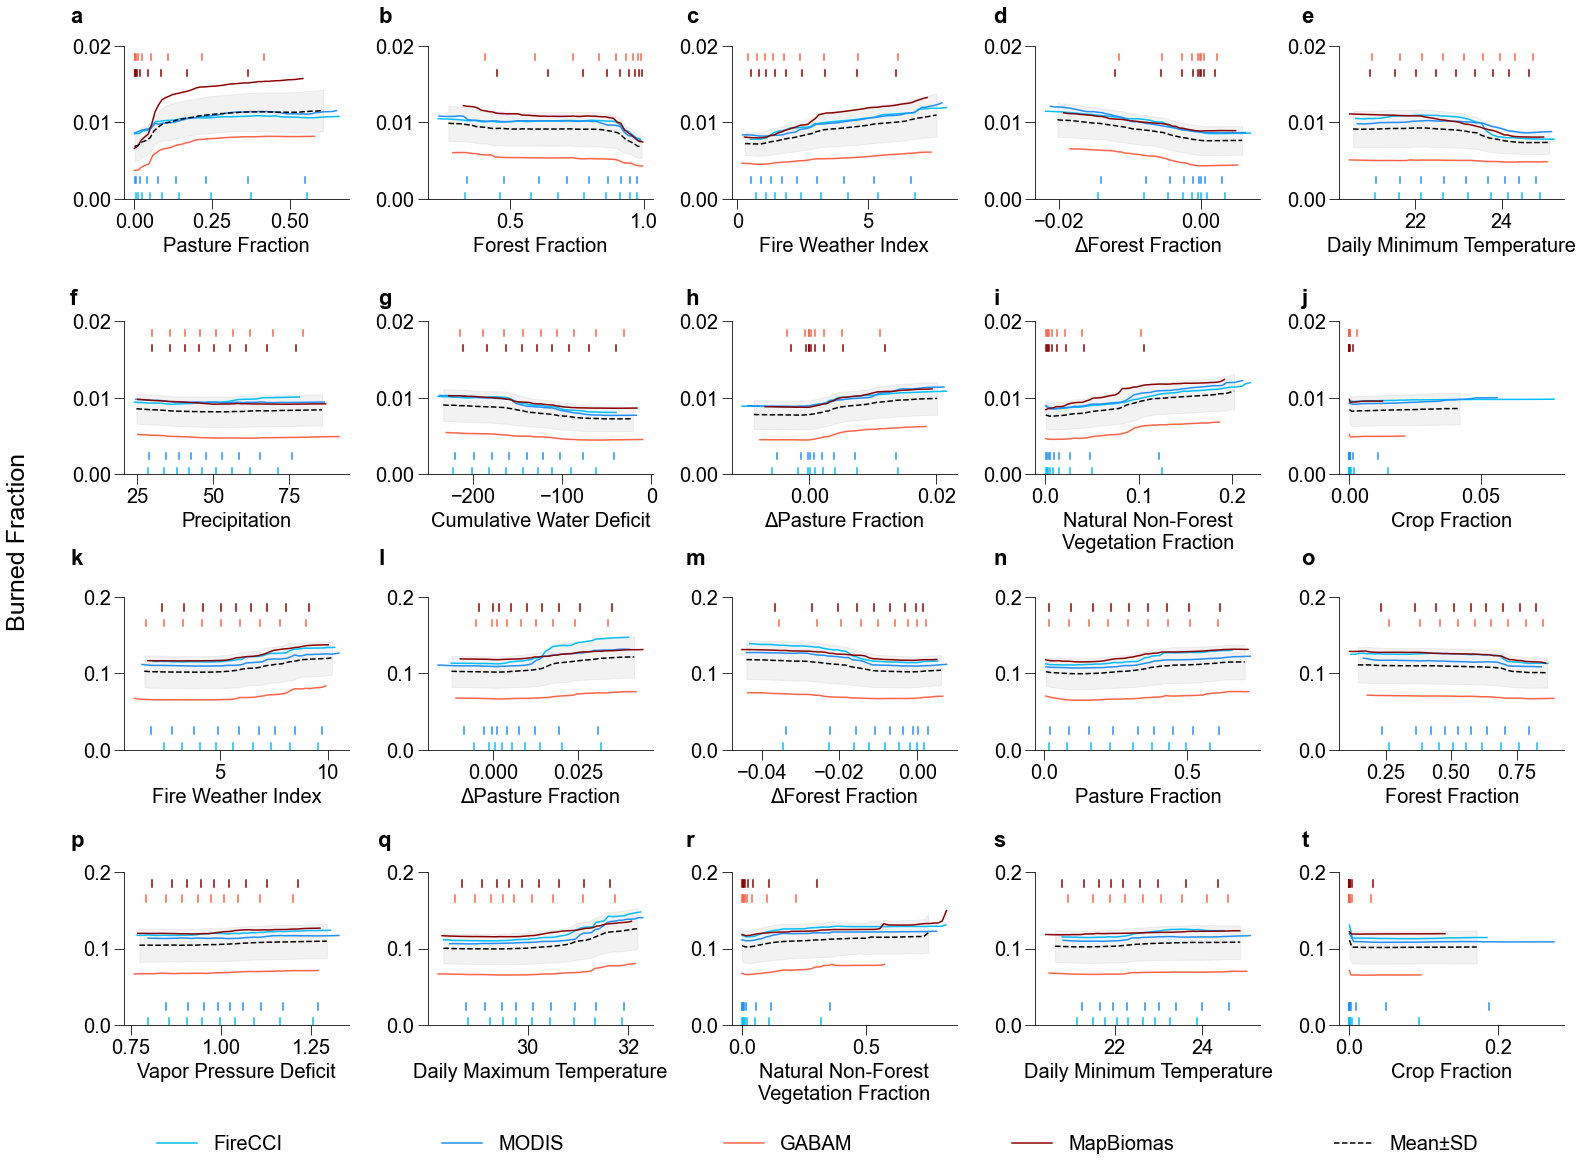 a b c d e
0.02 0.02 0.02 0.02 0.02
0.01 0.01 0.01 0.01 0.01
0.00 0.00 0.00 0.00 0.00
0.00 0.25 0.50 0.5 1.0 0 5 −0.02 0.00 22 24
Pasture Fraction Forest Fraction Fire Weather Index ΔForest Fraction Daily Minimum Temperature
f g h i j
0.02 0.02 0.02 0.02 0.02
0.01 0.01 0.01 0.01 0.01
0.00 0.00 0.00 0.00 0.00
25 50 75 −200 −100 0 0.00 0.02 0.0 0.1 0.2 0.00 0.05
Precipitation Cumulative Water Deficit ΔPasture Fraction Natural Non-Forest Crop Fraction
Vegetation Fraction
Burned Fraction
k l m n o
0.2 0.2 0.2 0.2 0.2
0.1 0.1 0.1 0.1 0.1
0.0 0.0 0.0 0.0 0.0
5 10 0.000 0.025 −0.04 −0.02 0.00 0.0 0.5 0.25 0.50 0.75
Fire Weather Index ΔPasture Fraction ΔForest Fraction Pasture Fraction Forest Fraction
p q r s t
0.2 0.2 0.2 0.2 0.2
0.1 0.1 0.1 0.1 0.1
0.0 0.0 0.0 0.0 0.0
0.75 1.00 1.25 30 32 0.0 0.5 22 24 0.0 0.2
Vapor Pressure Deficit Daily Maximum Temperature Natural Non-Forest Daily Minimum Temperature Crop Fraction
Vegetation Fraction
FireCCI MODIS GABAM MapBiomas Mean±SD